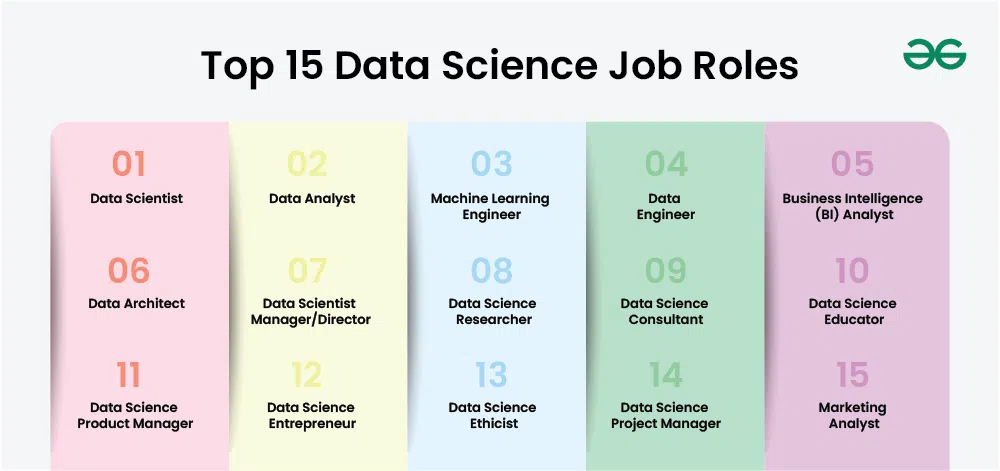 Top 15 Data Science Job Roles
01
Data Scientist
02
Data Analyst
03
Machine Learning
Engineer
04
Data
Engineer
05
Business Intelligence
(BI) Analyst
06
Data Architect
07
Data Scientist
Manager/Director
08
Data Science
Researcher
09
Data Science
Consultant
10
Data Science
Educator
11
Data Science
Product Manager
12
Data Science
Entrepreneur
13
Data Science
Ethicist
14
Data Science
Project Manager
15
Marketing
Analyst